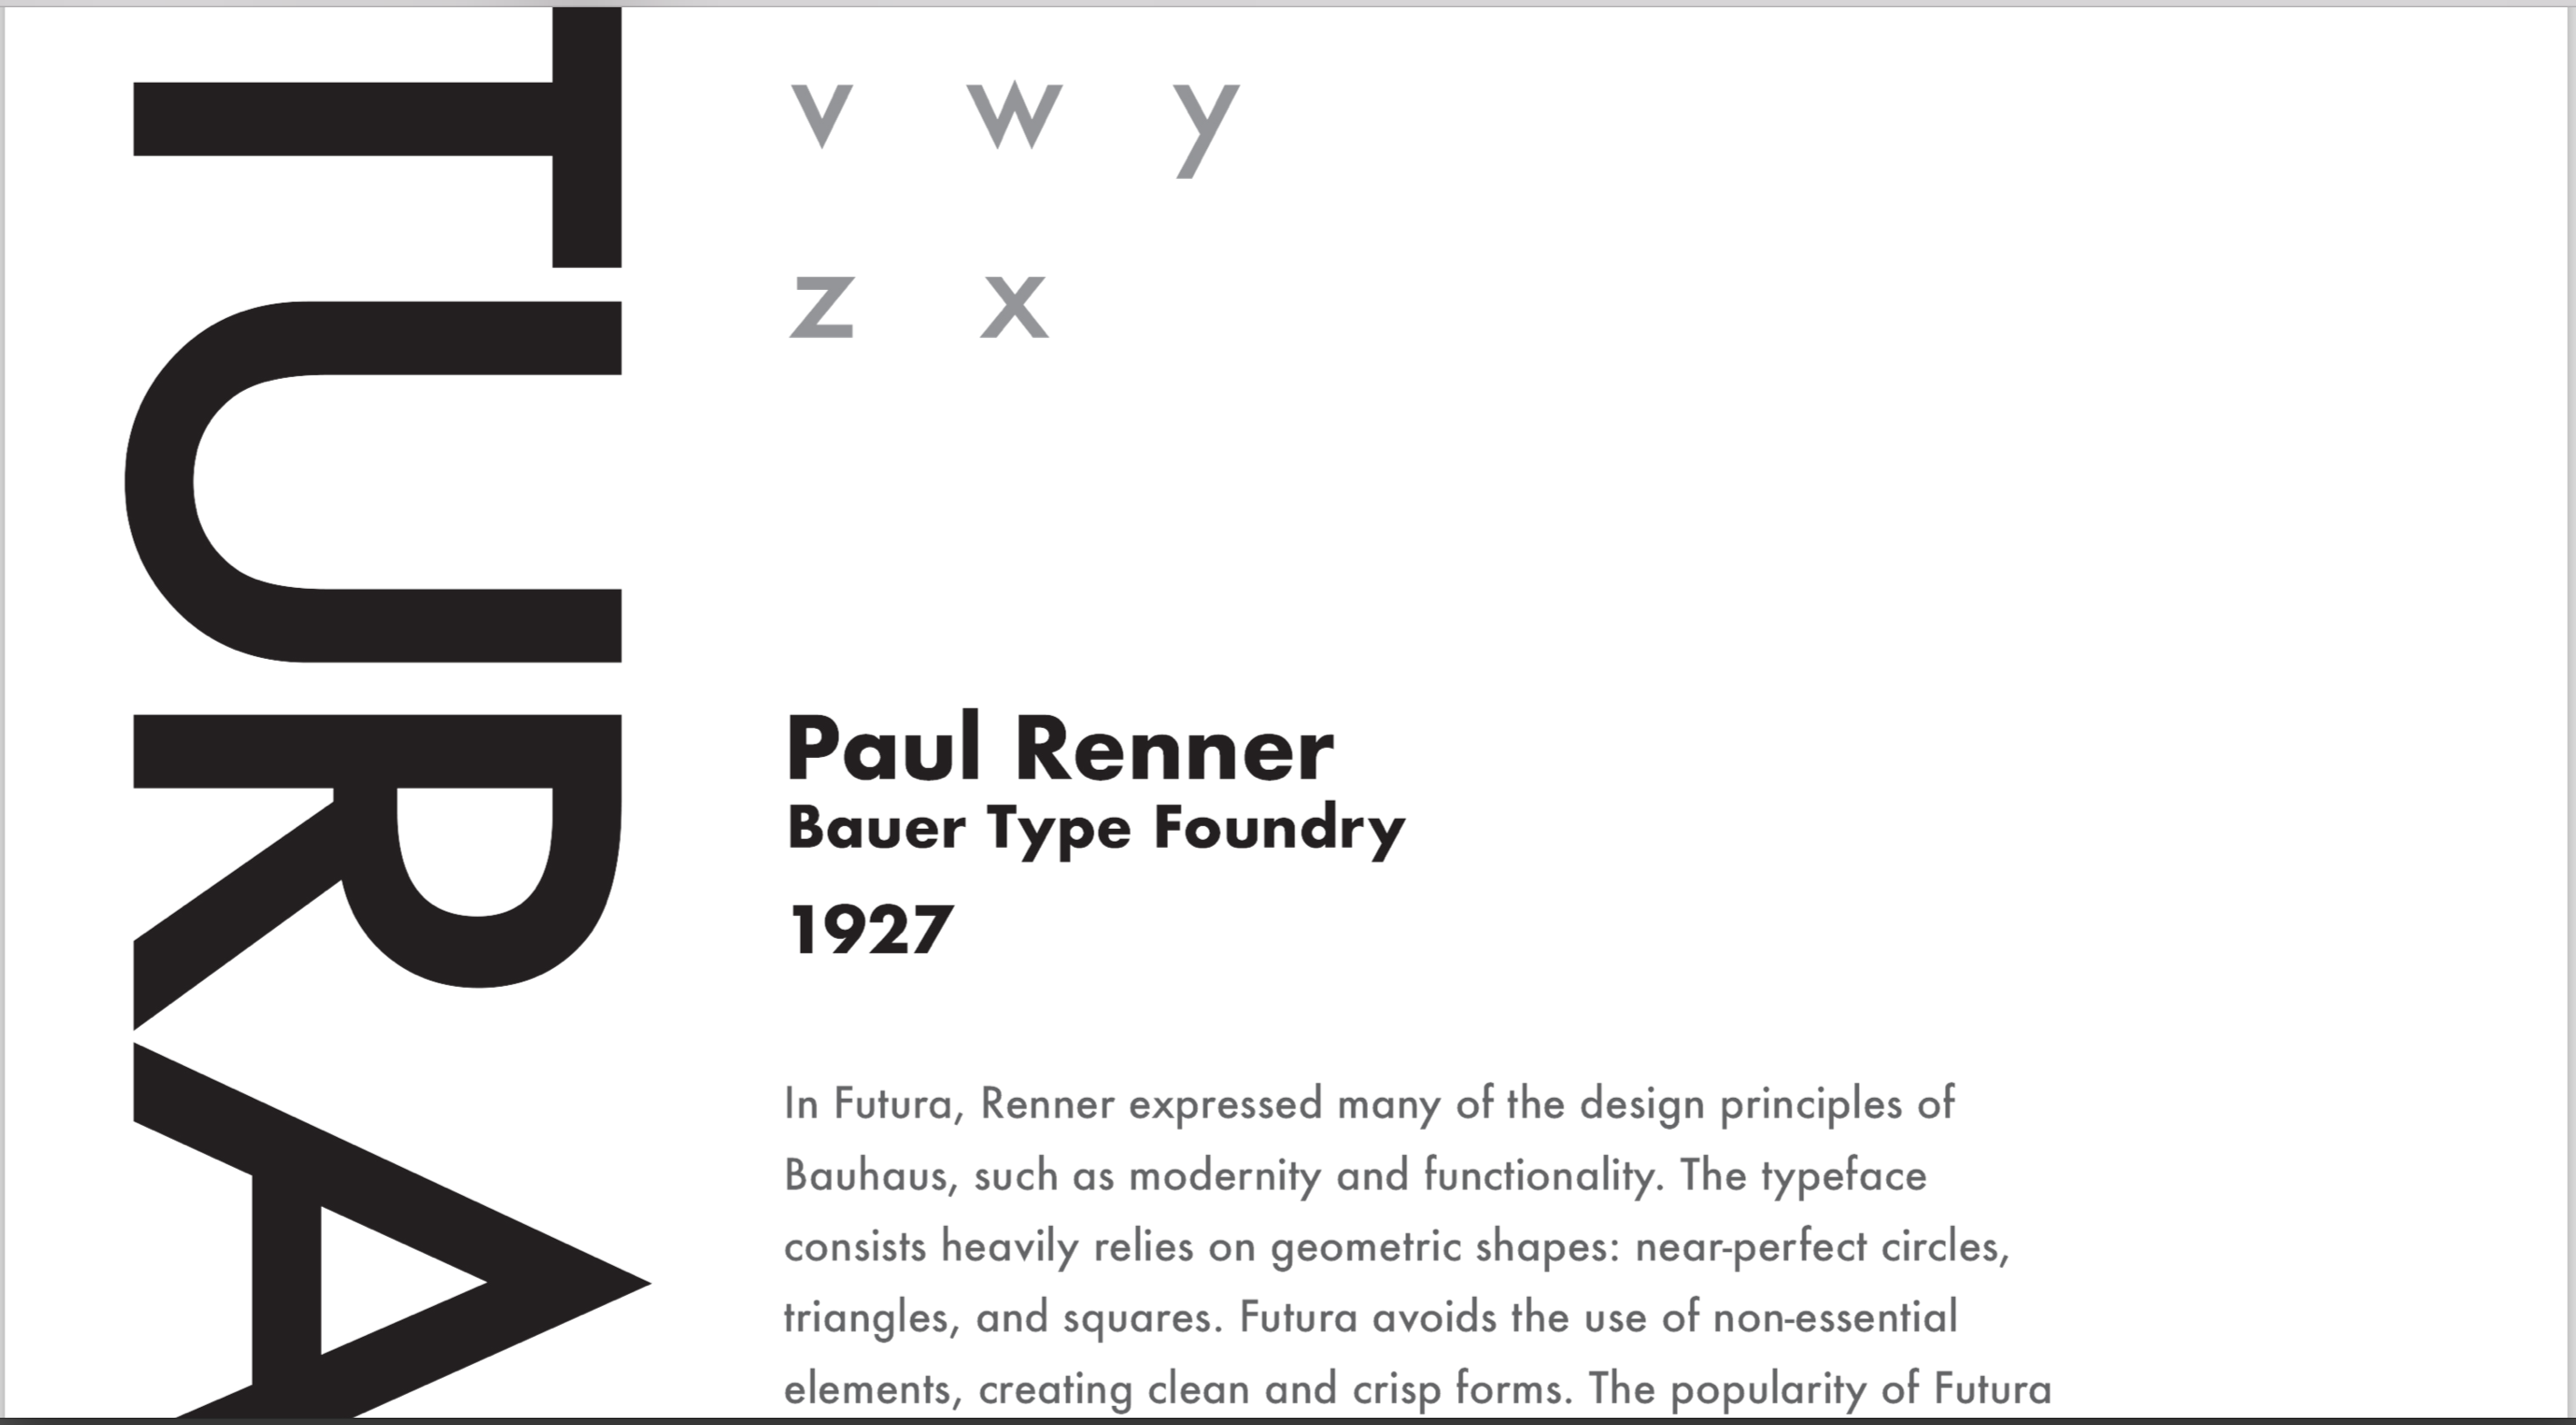 TURA
v w y
z x
Paul Renner
Bauer Type Foundry
1927
In Futura, Renner expressed many of the design principles of
Bauhaus, such as modernity and functionality. The typeface
consists heavily relies on geometric shapes: near-perfect circles,
triangles, and squares. Futura avoids the use of non-essential
elements, creating clean and crisp forms. The popularity of Futura